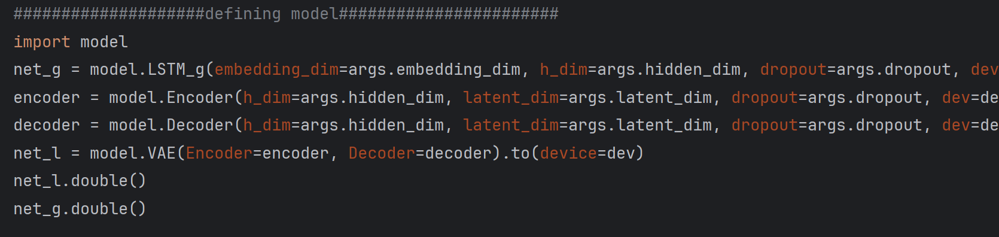 ####################defining model#######################
import model
net_g = model.LSTM_g(embedding_dim=args.embedding_dim, h_dim=args.hidden_dim, dropout=args.dropout, dev
encoder = model.Encoder(h_dim=args.hidden_dim, latent_dim=args.latent_dim, dropout=args.dropout, dev=de
decoder = model.Decoder(h_dim=args.hidden_dim, latent_dim=args.latent_dim, dropout=args.dropout, dev=de
net_l = model.VAE(Encoder=encoder, Decoder=decoder).to(device=dev)
net_l.double()
net_g.double()